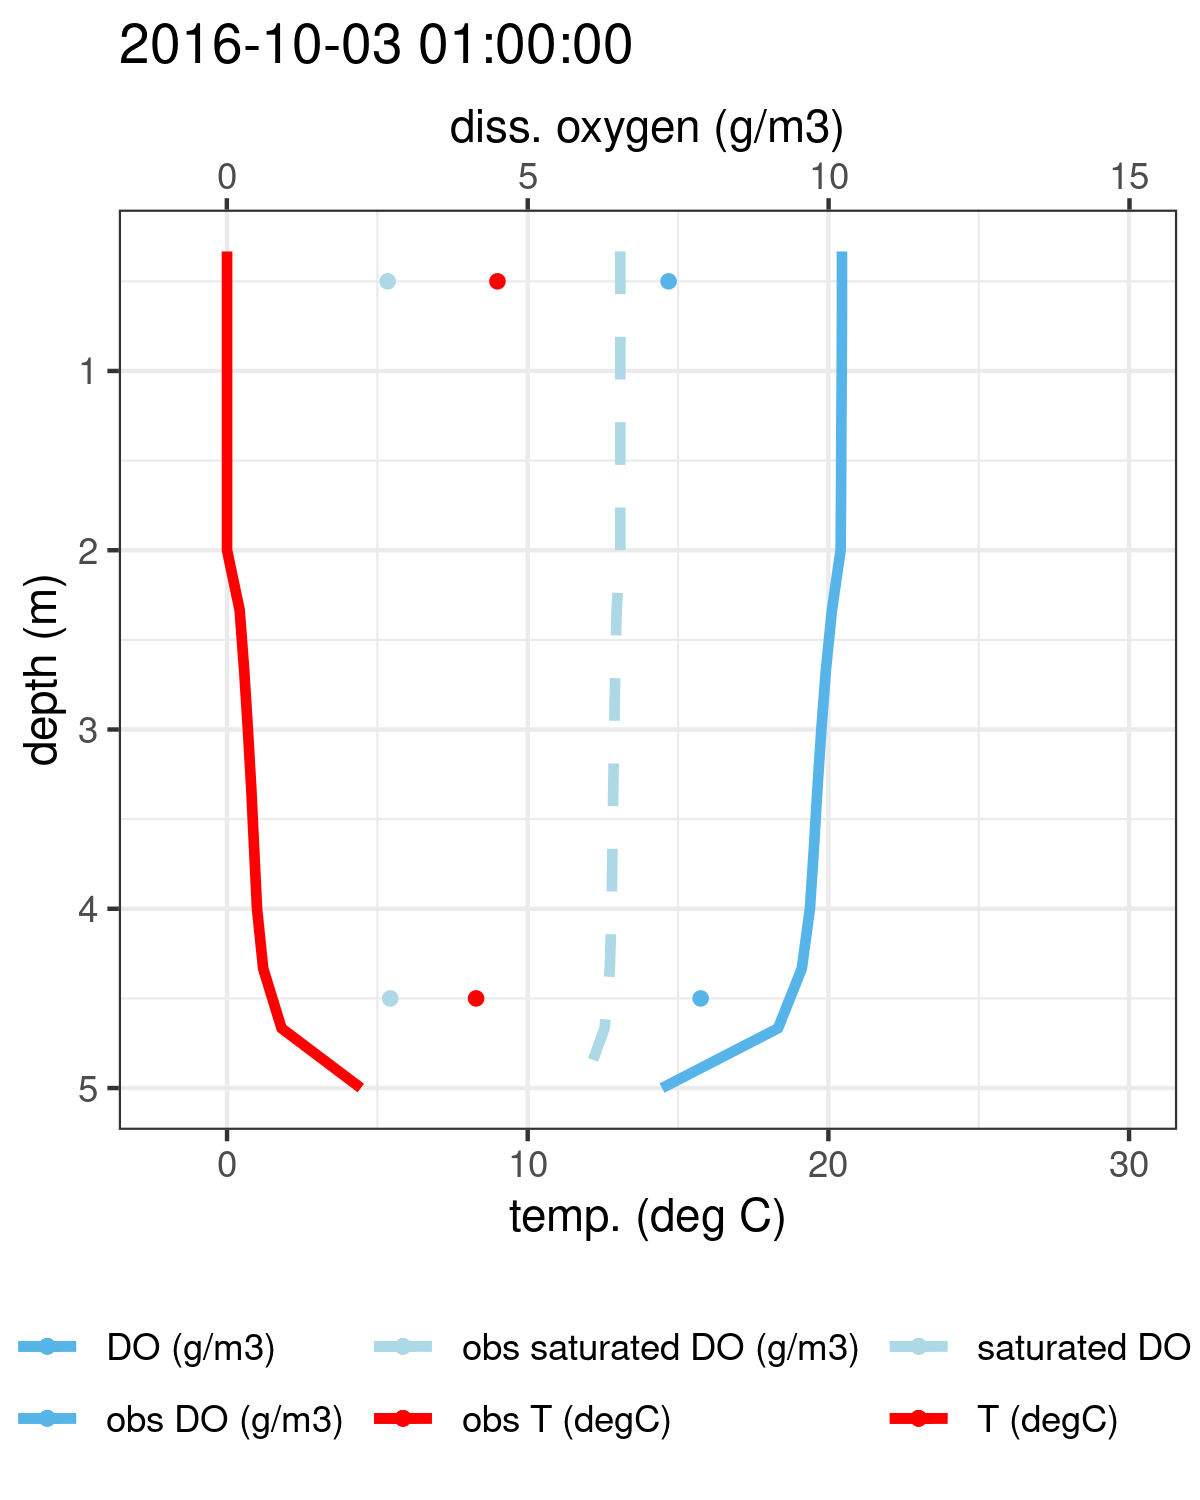 2016-10-03 01:00:00
diss. oxygen (g/m3)
0 5 10 15
1
2
3
4
5
depth (m)
0 10 20 30
temp. (deg C)
DO (g/m3) obs saturated DO (g/m3) saturated DO
obs DO (g/m3) obs T (degC) T (degC)